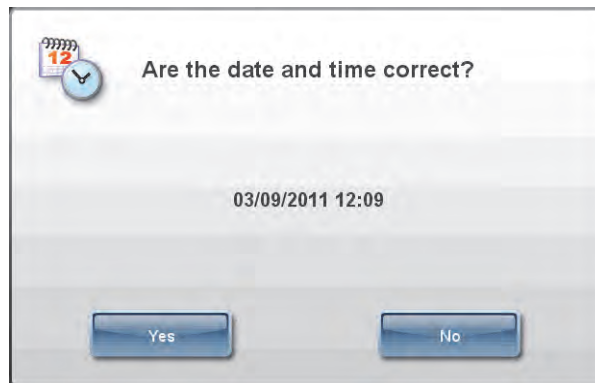 12
Are the date and time correct?
03/09/2011 12:09
Yes
No